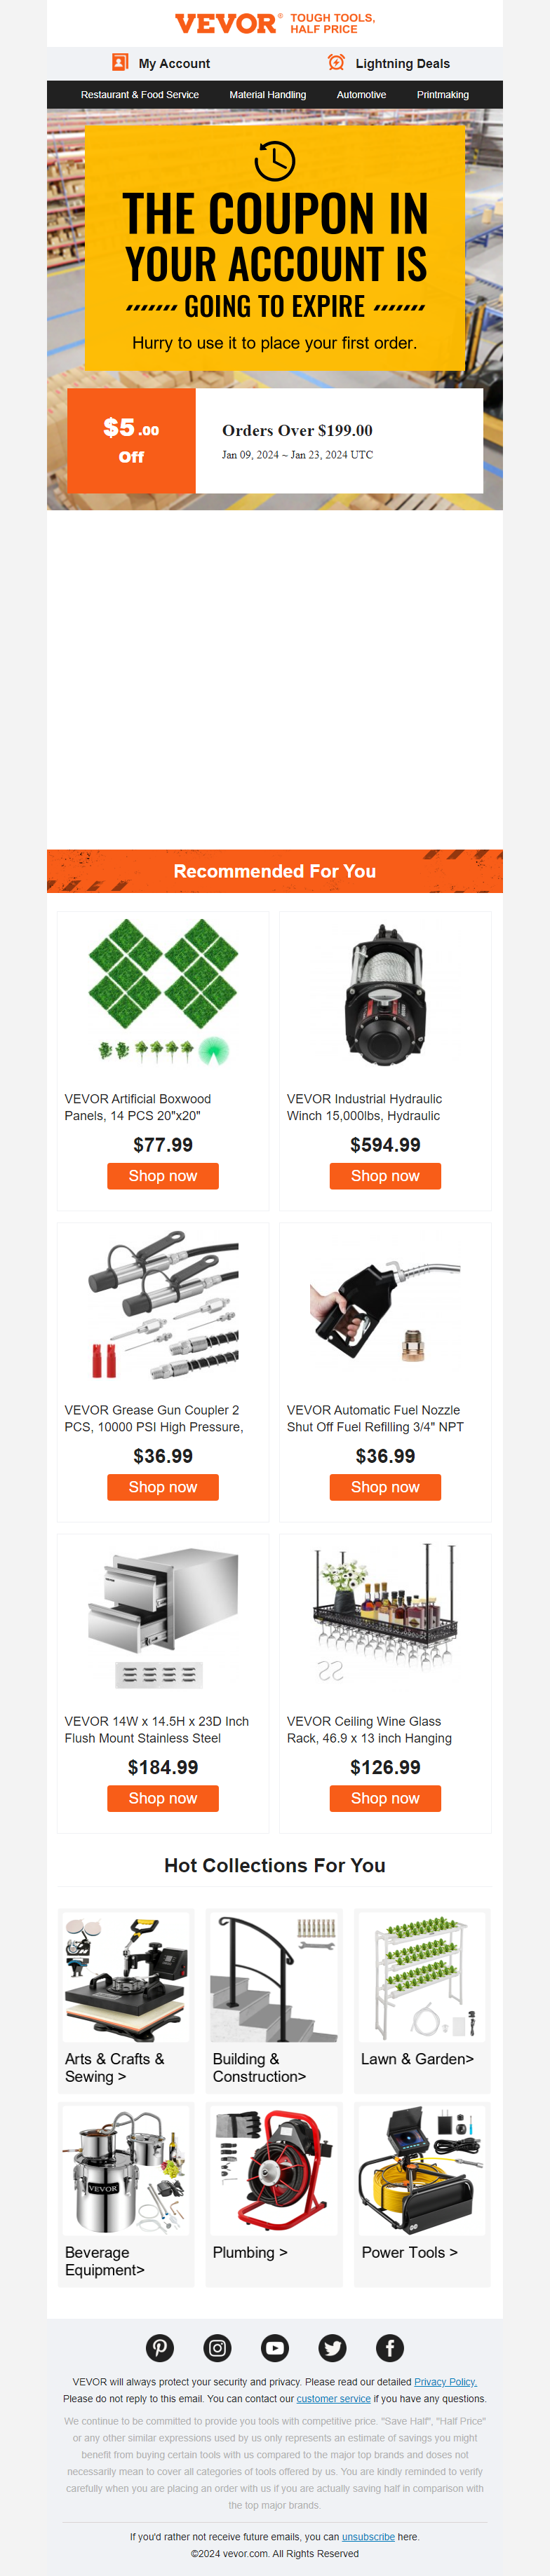 VEVOR® TOUGH TOOLS,
HALF PRICE
My Account
Lightning Deals
Restaurant & Food Service
Material Handling
Automotive
Printmaking
THE COUPON IN
YOUR ACCOUNT IS
GOING TO EXPIRE
Hurry to use it to place your first order.
$5.00
Off
Orders Over $199.00
Jan 09, 2024 ~ Jan 23, 2024 UTC
Recommended For You
VEVOR Artificial Boxwood
Panels, 14 PCS 20"x20"
$77.99
Shop now
VEVOR Industrial Hydraulic
Winch 15,000lbs, Hydraulic
$594.99
Shop now
VEVOR Grease Gun Coupler 2
PCS, 10000 PSI High Pressure,
$36.99
Shop now
VEVOR Automatic Fuel Nozzle
Shut Off Fuel Refilling 3/4" NPT
$36.99
Shop now
VEVOR 14W x 14.5H x 23D Inch
Flush Mount Stainless Steel
$184.99
Shop now
VEVOR Ceiling Wine Glass
Rack, 46.9 x 13 inch Hanging
$126.99
Shop now
Hot Collections For You
Arts & Crafts &
Sewing >
Building &
Construction>
Lawn & Garden>
VEVOR
Beverage
Equipment>
Plumbing >
Power Tools >
VEVOR will always protect your security and privacy. Please read our detailed Privacy Policy.
Please do not reply to this email. You can contact our customer service if you have any questions.
We continue to be committed to provide you tools with competitive price. "Save Half", "Half Price"
or any other similar expressions used by us only represents an estimate of savings you might
benefit from buying certain tools with us compared to the major top brands and doses not
necessarily mean to cover all categories of tools offered by us. You are kindly reminded to verify
carefully when you are placing an order with us if you are actually saving half in comparison with
the top major brands.
If you'd rather not receive future emails, you can unsubscribe here.
©2024 vevor.com. All Rights Reserved